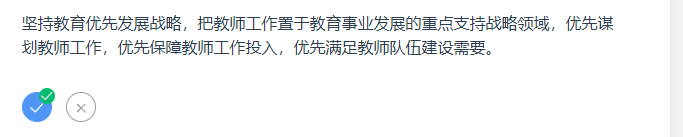 坚持教育优先发展战略，把教师工作置于教育事业发展的重点支持战略领域，优先谋
划教师工作，优先保障教师工作投入，优先满足教师队伍建设需要。